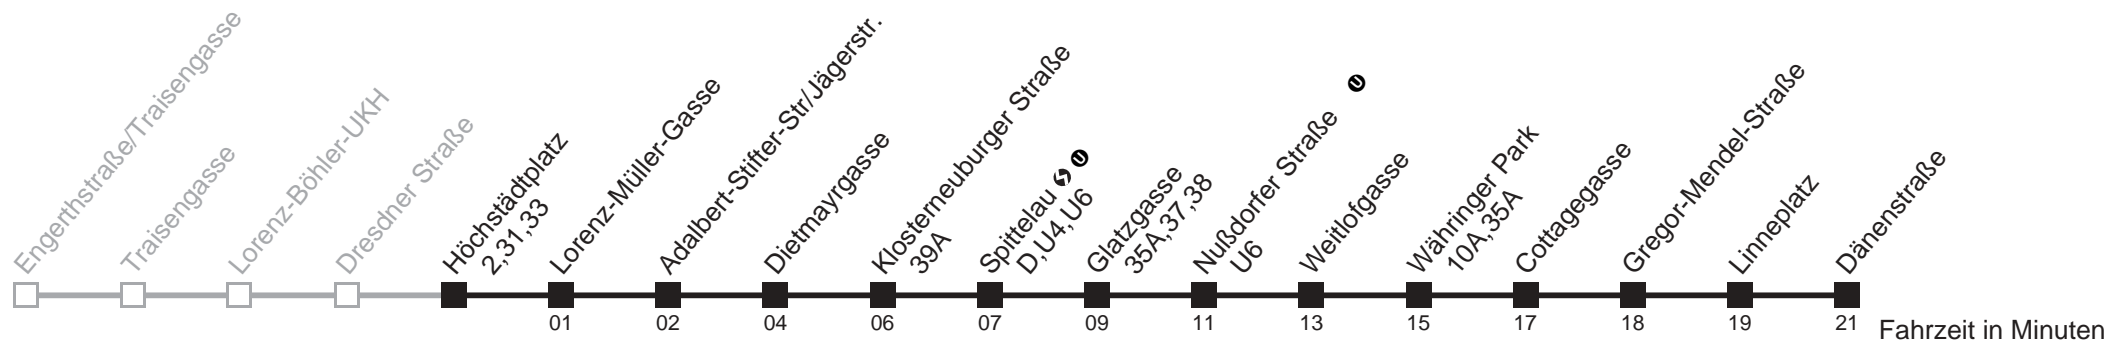 Engerthstraße/Traisengasse
Traisengasse
Lorenz-Böhler-UKH
Dresdner Straße
Höchstädtplatz
2,31,33
Lorenz-Müller-Gasse
Adalbert-Stifter-Str/Jägerstr.
Dietmayrgasse
Klosterneuburger Straße
39A
Spittelau
D,U4,U6
U
Glatzgasse
35A,37,38
Nußdorfer Straße
U6
U
Weitlofgasse
Währinger Park
10A,35A
Cottagegasse
Gregor-Mendel-Straße
Linneplatz
Dänenstraße
01 02 04 06 07 09 11 13 15 17 18 19 21
Fahrzeit in Minuten